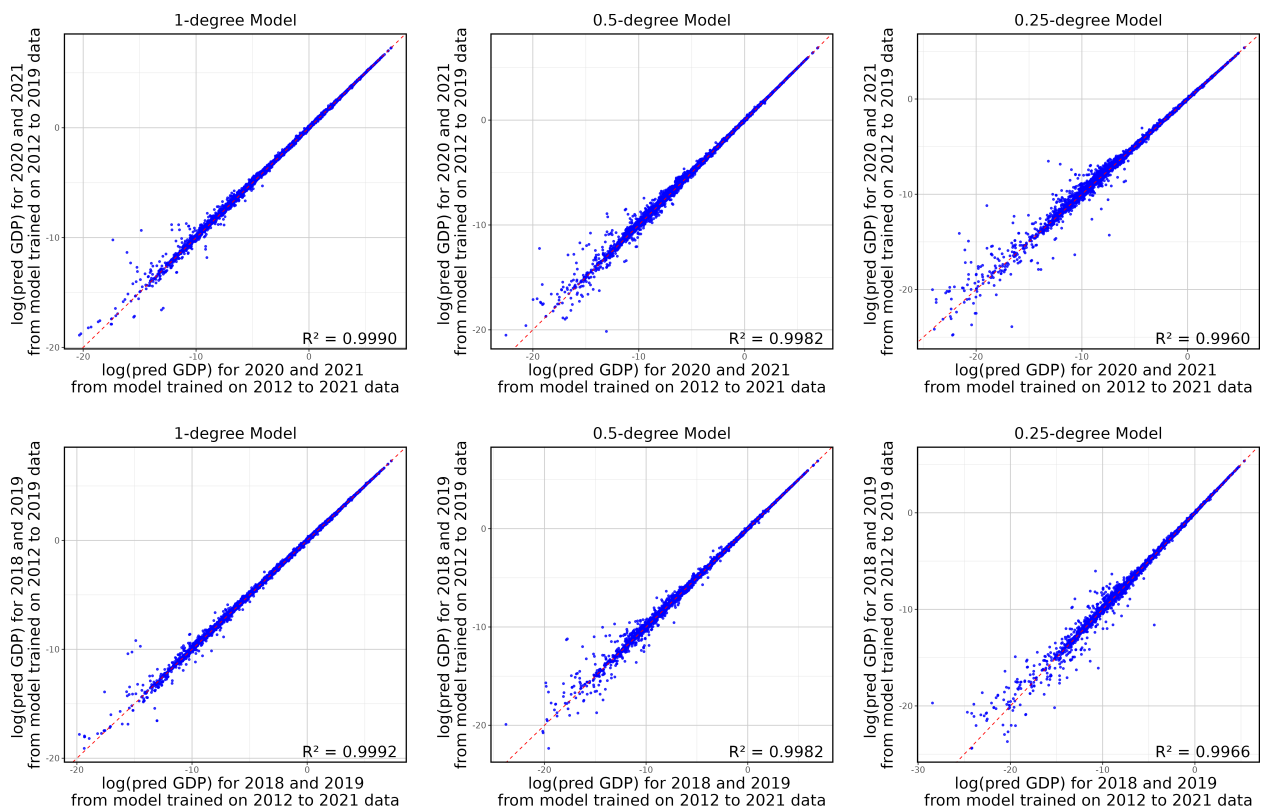 1-degree Model
log(pred GDP) for 2020 and 2021
from model trained on 2012 to 2019 data
0
-10
-20
R² = 0.9990
-20 -10 0
log(pred GDP) for 2020 and 2021
from model trained on 2012 to 2021 data
0.5-degree Model
log(pred GDP) for 2020 and 2021
from model trained on 2012 to 2019 data
0
-10
-20
R² = 0.9982
-20 -10 0
log(pred GDP) for 2020 and 2021
from model trained on 2012 to 2021 data
0.25-degree Model
log(pred GDP) for 2020 and 2021
from model trained on 2012 to 2019 data
0
-10
-20
R² = 0.9960
-20 -10 0
log(pred GDP) for 2020 and 2021
from model trained on 2012 to 2021 data
1-degree Model
log(pred GDP) for 2018 and 2019
from model trained on 2012 to 2019 data
0
-10
-20
R² = 0.9992
-20 -10 0
log(pred GDP) for 2018 and 2019
from model trained on 2012 to 2021 data
0.5-degree Model
log(pred GDP) for 2018 and 2019
from model trained on 2012 to 2019 data
0
-10
-20
R² = 0.9982
-20 -10 0
log(pred GDP) for 2018 and 2019
from model trained on 2012 to 2021 data
0.25-degree Model
log(pred GDP) for 2018 and 2019
from model trained on 2012 to 2019 data
0
-10
-20
R² = 0.9966
-30 -20 -10 0
log(pred GDP) for 2018 and 2019
from model trained on 2012 to 2021 data